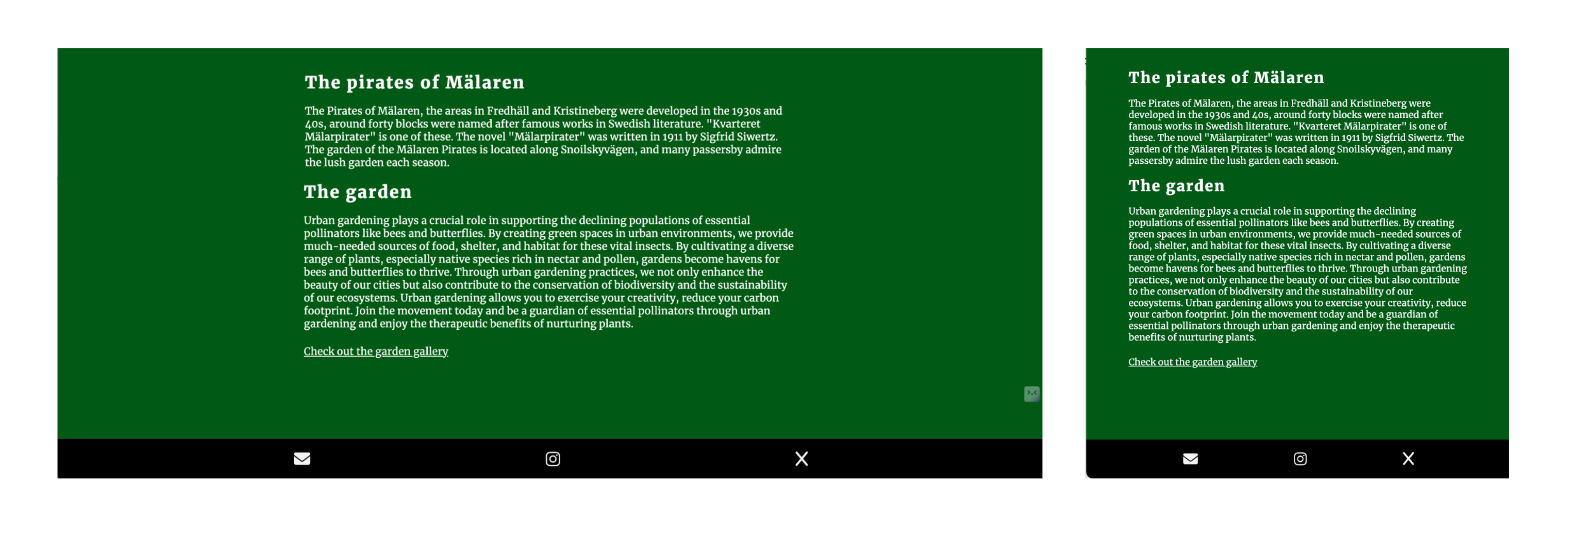 The pirates of Mälaren
The Pirates of Mälaren, the areas in Fredhäll and Kristineberg were developed in the 1930s and
40s, around forty blocks were named after famous works in Swedish literature. "Kvarteret
Mälarpirater" is one of these. The novel "Mälarpirater" was written in 1911 by Sigfrid Siwertz.
The garden of the Mälaren Pirates is located along Snoilskyvägen, and many passersby admire
the lush garden each season.
The garden
Urban gardening plays a crucial role in supporting the declining populations of essential
pollinators like bees and butterflies. By creating green spaces in urban environments, we provide
much-needed sources of food, shelter, and habitat for these vital insects. By cultivating a diverse
range of plants, especially native species rich in nectar and pollen, gardens become havens for
bees and butterflies to thrive. Through urban gardening practices, we not only enhance the
beauty of our cities but also contribute to the conservation of biodiversity and the sustainability
of our ecosystems. Urban gardening allows you to exercise your creativity, reduce your carbon
footprint. Join the movement today and be a guardian of essential pollinators through urban
gardening and enjoy the therapeutic benefits of nurturing plants.
Check out the garden gallery
The pirates of Mälaren
The Pirates of Mälaren, the areas in Fredhäll and Kristineberg were
developed in the 1930s and 40s, around forty blocks were named after
famous works in Swedish literature. "Kvarteret Mälarpirater" is one of
these. The novel "Mälarpirater" was written in 1911 by Sigfrid Siwertz. The
garden of the Mälaren Pirates is located along Snoilskyvägen, and many
passersby admire the lush garden each season.
The garden
Urban gardening plays a crucial role in supporting the declining
populations of essential pollinators like bees and butterflies. By creating
green spaces in urban environments, we provide much-needed sources of
food, shelter, and habitat for these vital insects. By cultivating a diverse
range of plants, especially native species rich in nectar and pollen, gardens
become havens for bees and butterflies to thrive. Through urban gardening
practices, we not only enhance the beauty of our cities but also contribute
to the conservation of biodiversity and the sustainability of our
ecosystems. Urban gardening allows you to exercise your creativity, reduce
your carbon footprint. Join the movement today and be a guardian of
essential pollinators through urban gardening and enjoy the therapeutic
benefits of nurturing plants.
Check out the garden gallery